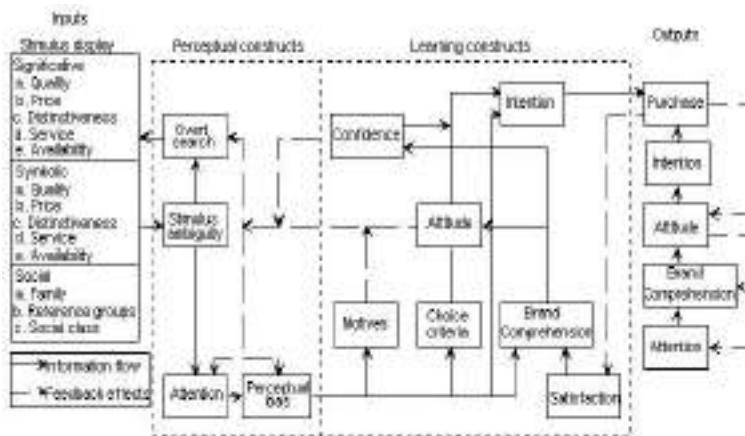 Inputs
Stimulus display
Perceptual constructs
Learning constructs
Outputs
Significative
a. Quality
b. Price
c. Distinctiveness
d. Service
e. Availability
Symbolic
a. Quality
b. Price
c. Distinctiveness
d. Service
e. Availability
Social
a. Family
b. Reference groups
c. Social class
Information flow
Feedback effects
Overt
search
Stimulus
ambiguity
Attention
Perceptual
bias
Confidence
Intention
Attitude
Motives
Choice
criteria
Brand
Comprehension
Satisfaction
Purchase
Intention
Attitude
Brand
Comprehension
Attention